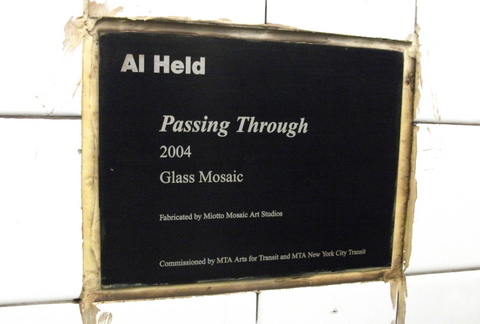 Al Held
Passing Through
2004
Glass Mosaic
Fabricated by Miotto Mosaic Art Studios
Commissioned by MTA Arts for Transit and MTA New York City Transit